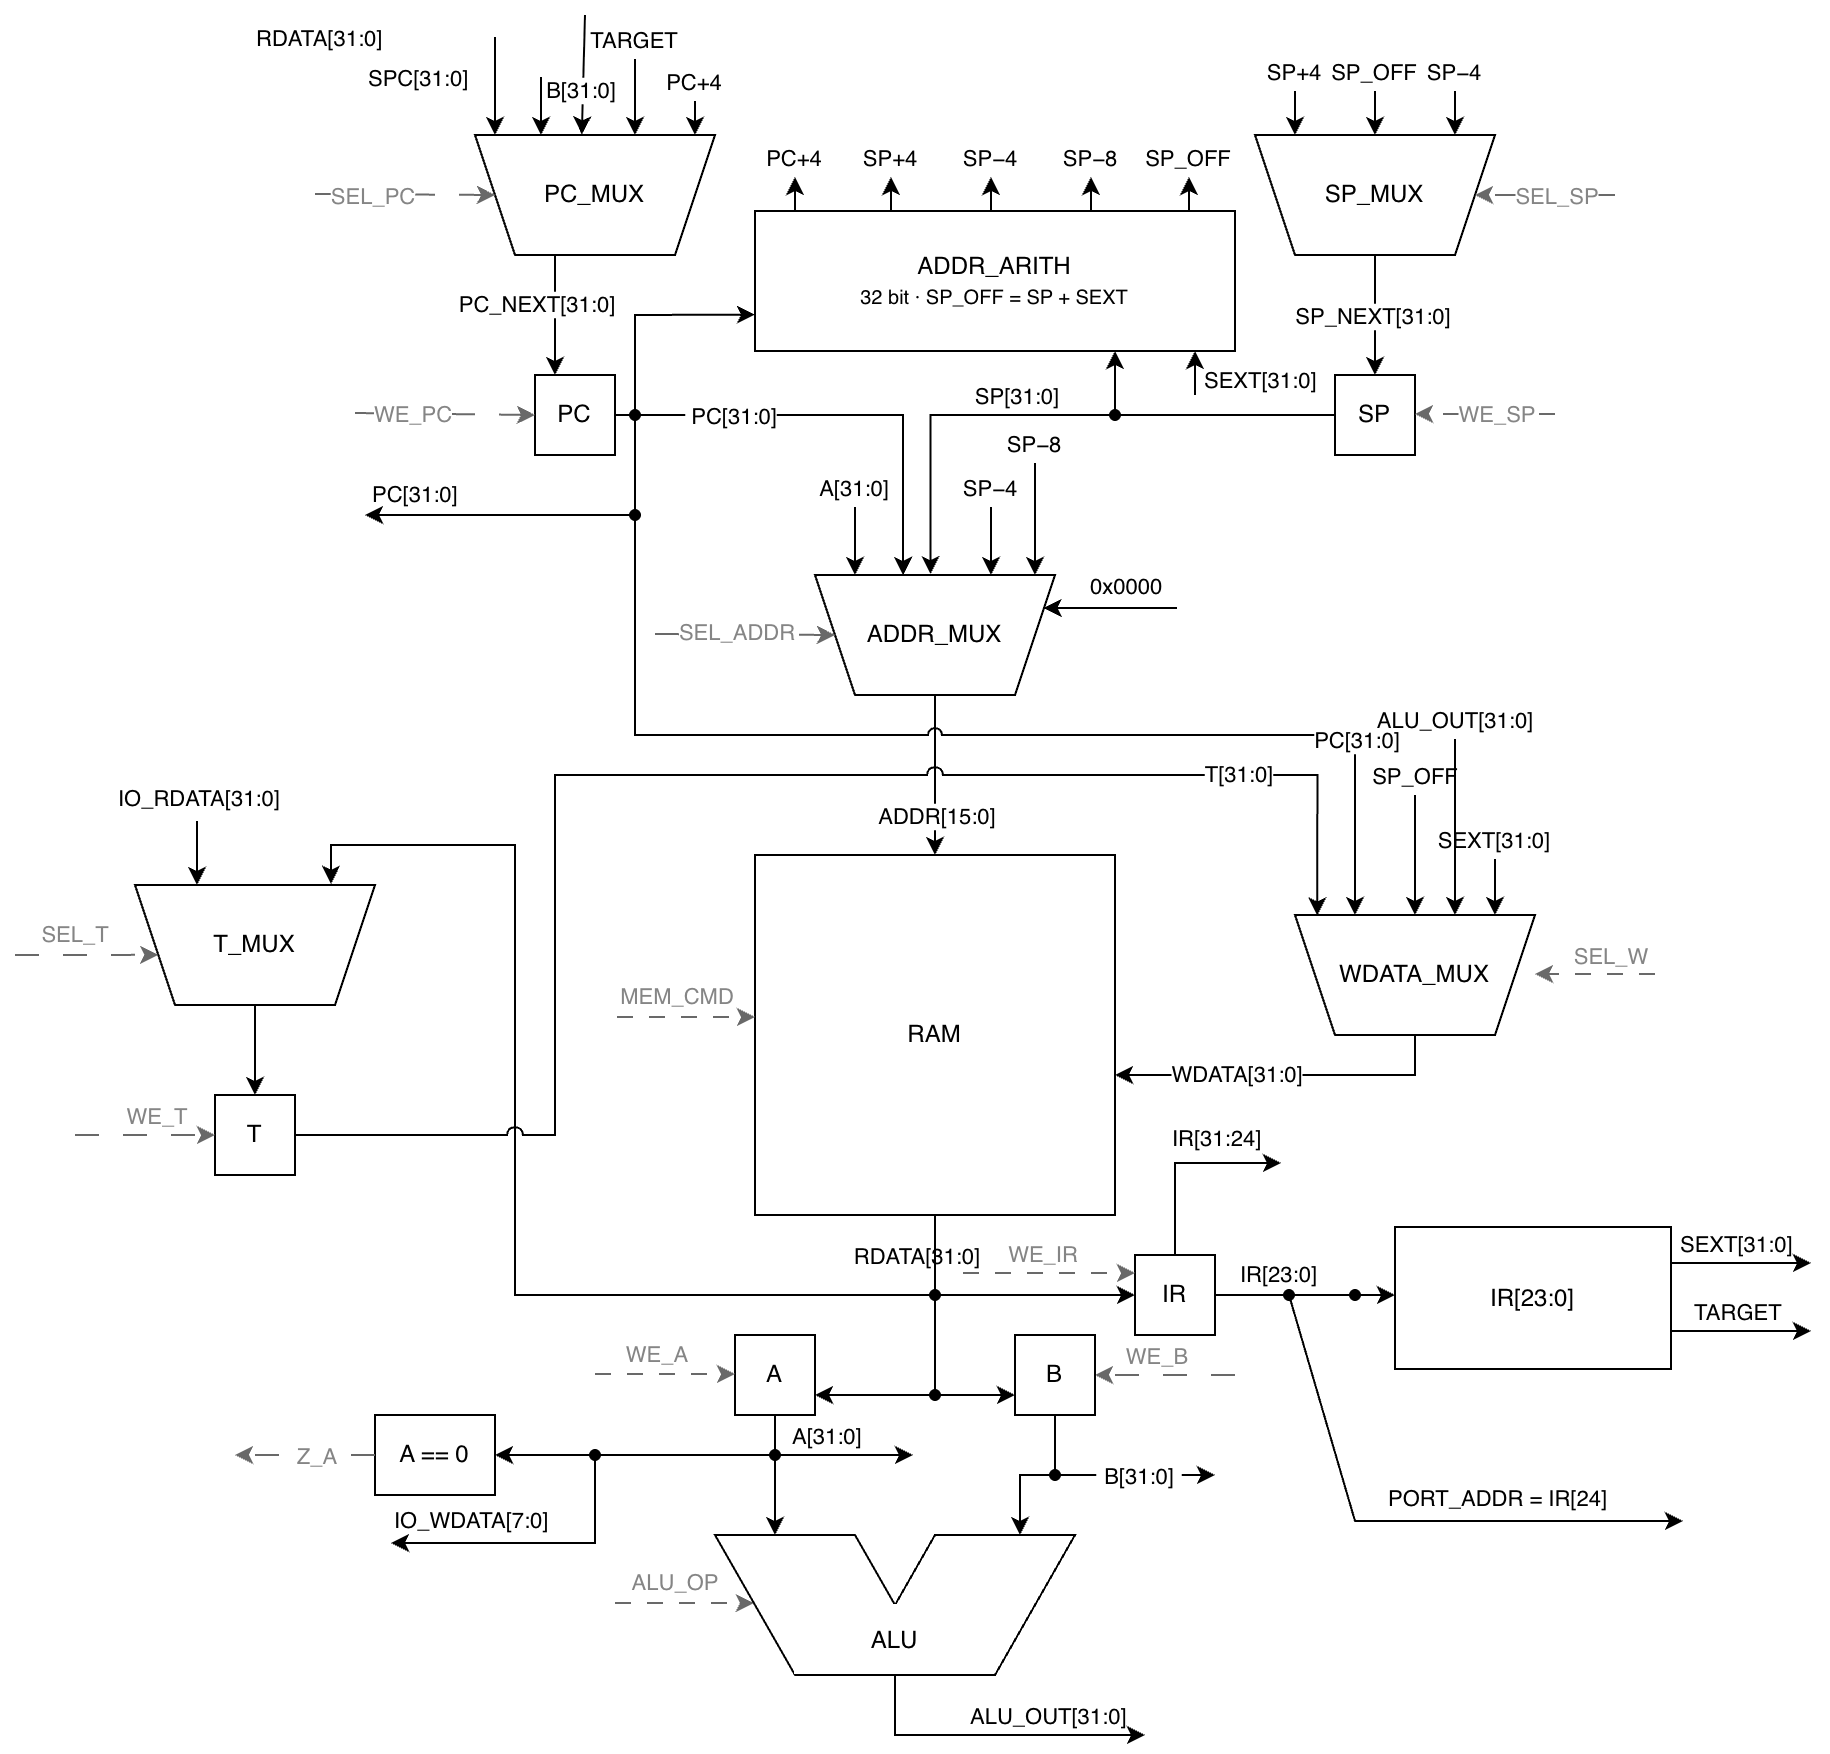 RDATA[31:0]
TARGET
SPC[31:0]
B[31:0]
PC+4
SP+4
SP_OFF
SP−4
PC_MUX
SEL_PC
PC+4
SP+4
SP−4
SP−8
SP_OFF
SP_MUX
SEL_SP
ADDR_ARITH
32 bit · SP_OFF = SP + SEXT
PC_NEXT[31:0]
SP_NEXT[31:0]
SEXT[31:0]
WE_PC
PC
PC[31:0]
SP[31:0]
SP
WE_SP
SP−8
PC[31:0]
A[31:0]
SP−4
0x0000
SEL_ADDR
ADDR_MUX
ALU_OUT[31:0]
PC[31:0]
T[31:0]
SP_OFF
IO_RDATA[31:0]
ADDR[15:0]
SEXT[31:0]
SEL_T
T_MUX
SEL_W
WDATA_MUX
MEM_CMD
RAM
WDATA[31:0]
WE_T
T
IR[31:24]
RDATA[31:0]
WE_IR
IR
IR[23:0]
IR[23:0]
SEXT[31:0]
TARGET
WE_A
A
B
WE_B
Z_A
A == 0
A[31:0]
B[31:0]
IO_WDATA[7:0]
PORT_ADDR = IR[24]
ALU_OP
ALU
ALU_OUT[31:0]